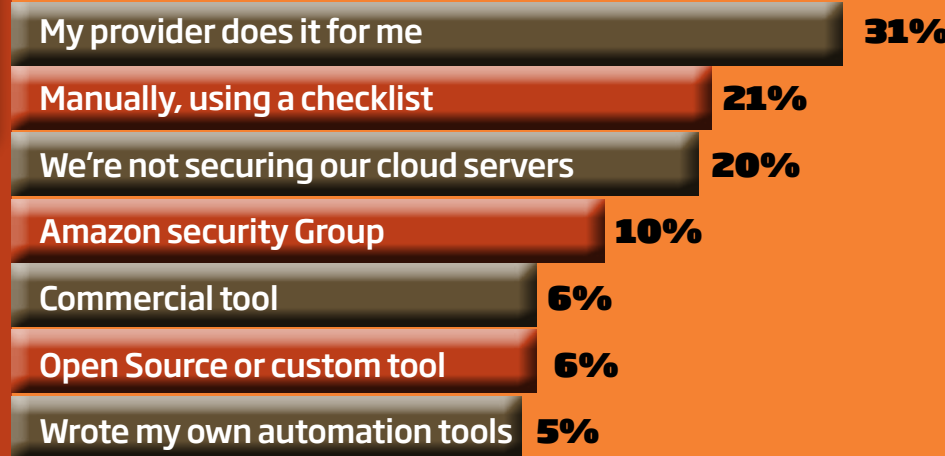 My provider does it for me 31%
Manually, using a checklist 21%
We're not securing our cloud servers 20%
Amazon security Group 10%
Commercial tool 6%
Open Source or custom tool 6%
Wrote my own automation tools 5%